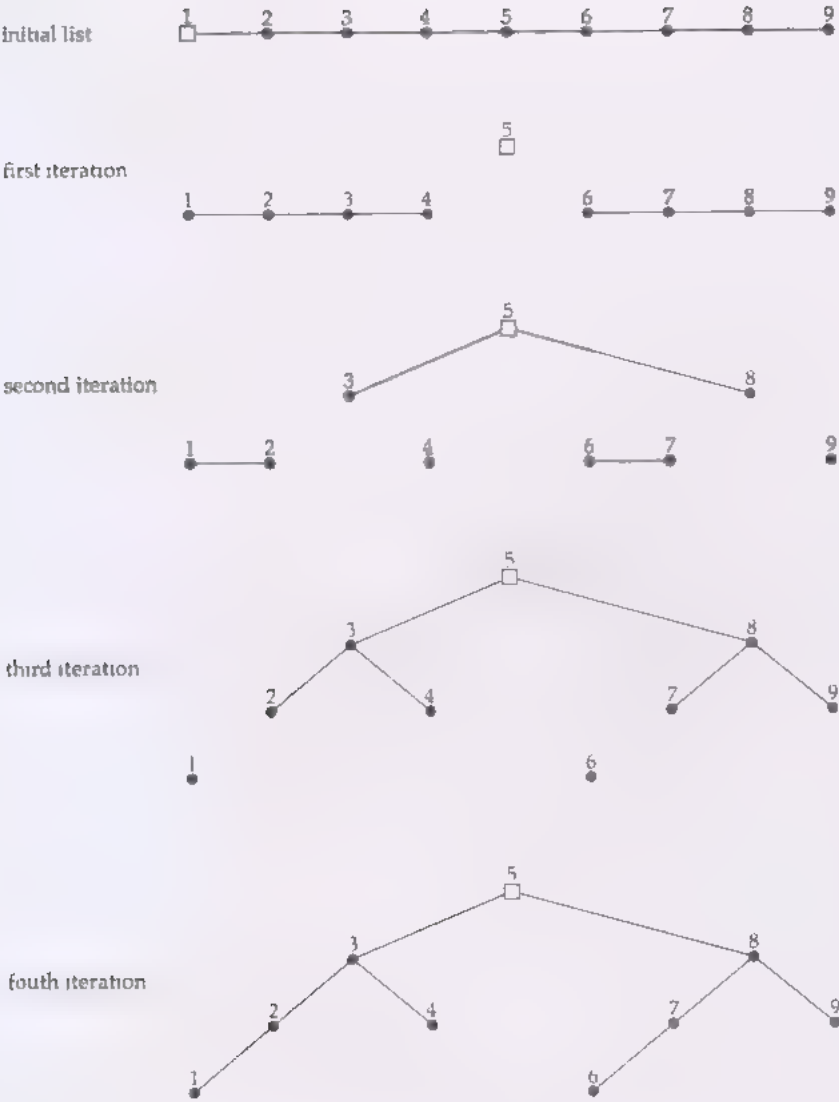 1 2 3 4 5 6 7 8 9
initial list
5
first iteration
1 2 3 4 6 7 8 9
5
second iteration
3 8
1 2 4 6 7 9
5
3 8
third iteration
2 4 7 9
1 6
5
3 8
fouth iteration
2 4 7 9
1 6